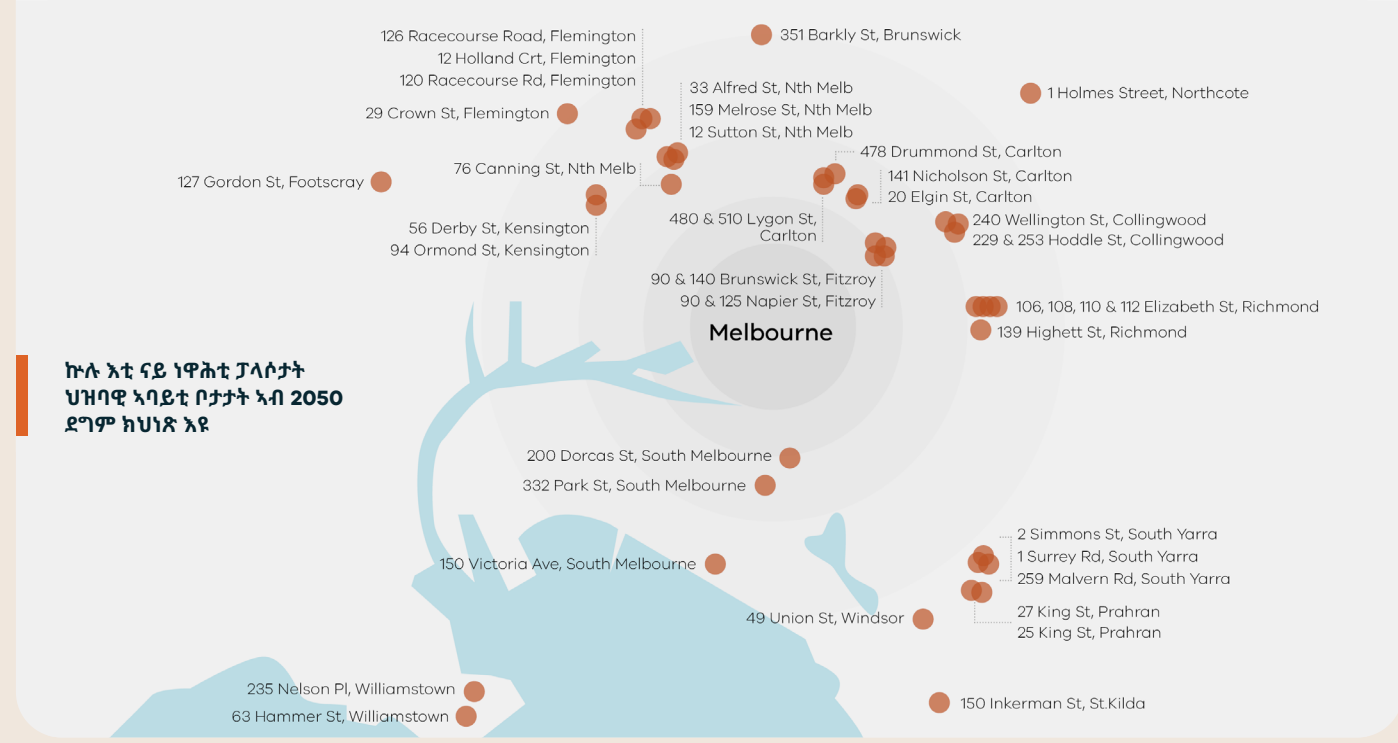 126 Racecourse Road, Flemington
12 Holland Crt, Flemington
120 Racecourse Rd, Flemington
351 Barkly St, Brunswick
33 Alfred St, Nth Melb
159 Melrose St, Nth Melb
12 Sutton St, Nth Melb
1 Holmes Street, Northcote
29 Crown St, Flemington
478 Drummond St, Carlton
76 Canning St, Nth Melb
141 Nicholson St, Carlton
20 Elgin St, Carlton
127 Gordon St, Footscray
480 & 510 Lygon St,
Carlton
240 Wellington St, Collingwood
229 & 253 Hoddle St, Collingwood
56 Derby St, Kensington
94 Ormond St, Kensington
90 & 140 Brunswick St, Fitzroy
90 & 125 Napier St, Fitzroy
106, 108, 110 & 112 Elizabeth St, Richmond
139 Highett St, Richmond
Melbourne
ኵሉ እቲ ናይ ነዋሕቲ ፓላሶታት
ህዝባዊ ኣባይቲ ቦታታት ኣብ 2050
ደግም ክህነጽ እዩ
200 Dorcas St, South Melbourne
332 Park St, South Melbourne
150 Victoria Ave, South Melbourne
2 Simmons St, South Yarra
1 Surrey Rd, South Yarra
259 Malvern Rd, South Yarra
27 King St, Prahran
25 King St, Prahran
49 Union St, Windsor
235 Nelson Pl, Williamstown
63 Hammer St, Williamstown
150 Inkerman St, St.Kilda